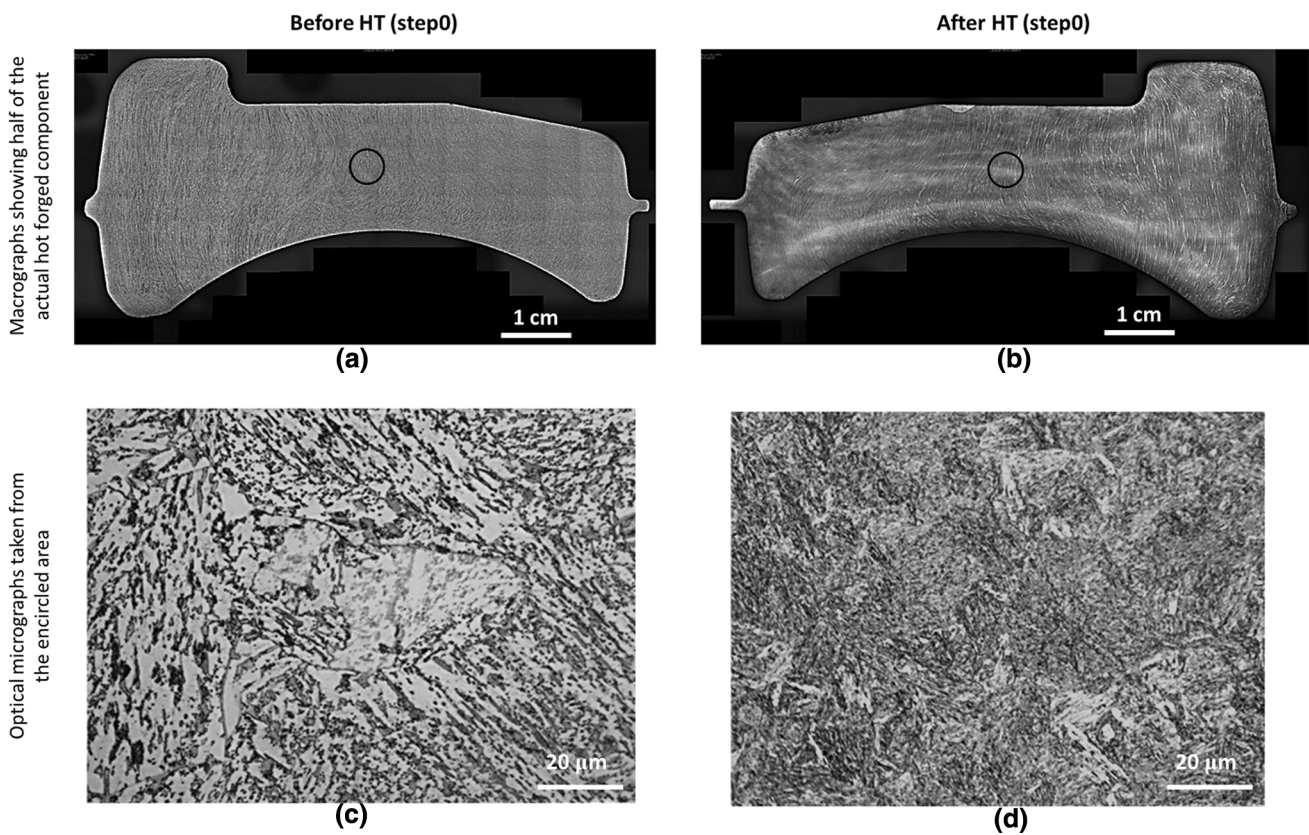 Before HT (step0)
After HT (step0)
Macrographs showing half of the
actual hot forged component
1 cm
1 cm
(a)
(b)
Optical micrographs taken from
the encircled area
20 μm
20 μm
(c)
(d)